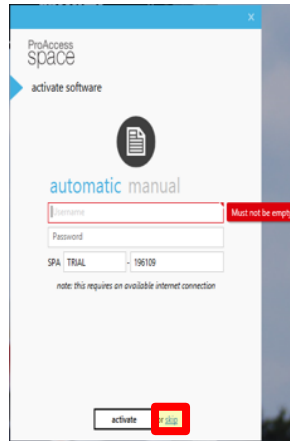 x
ProAccess
space
activate software
automatic manual
Username
Must not be empty
Password
SPA TRIAL - 196109
note: this requires an available internet connection
activate or skip